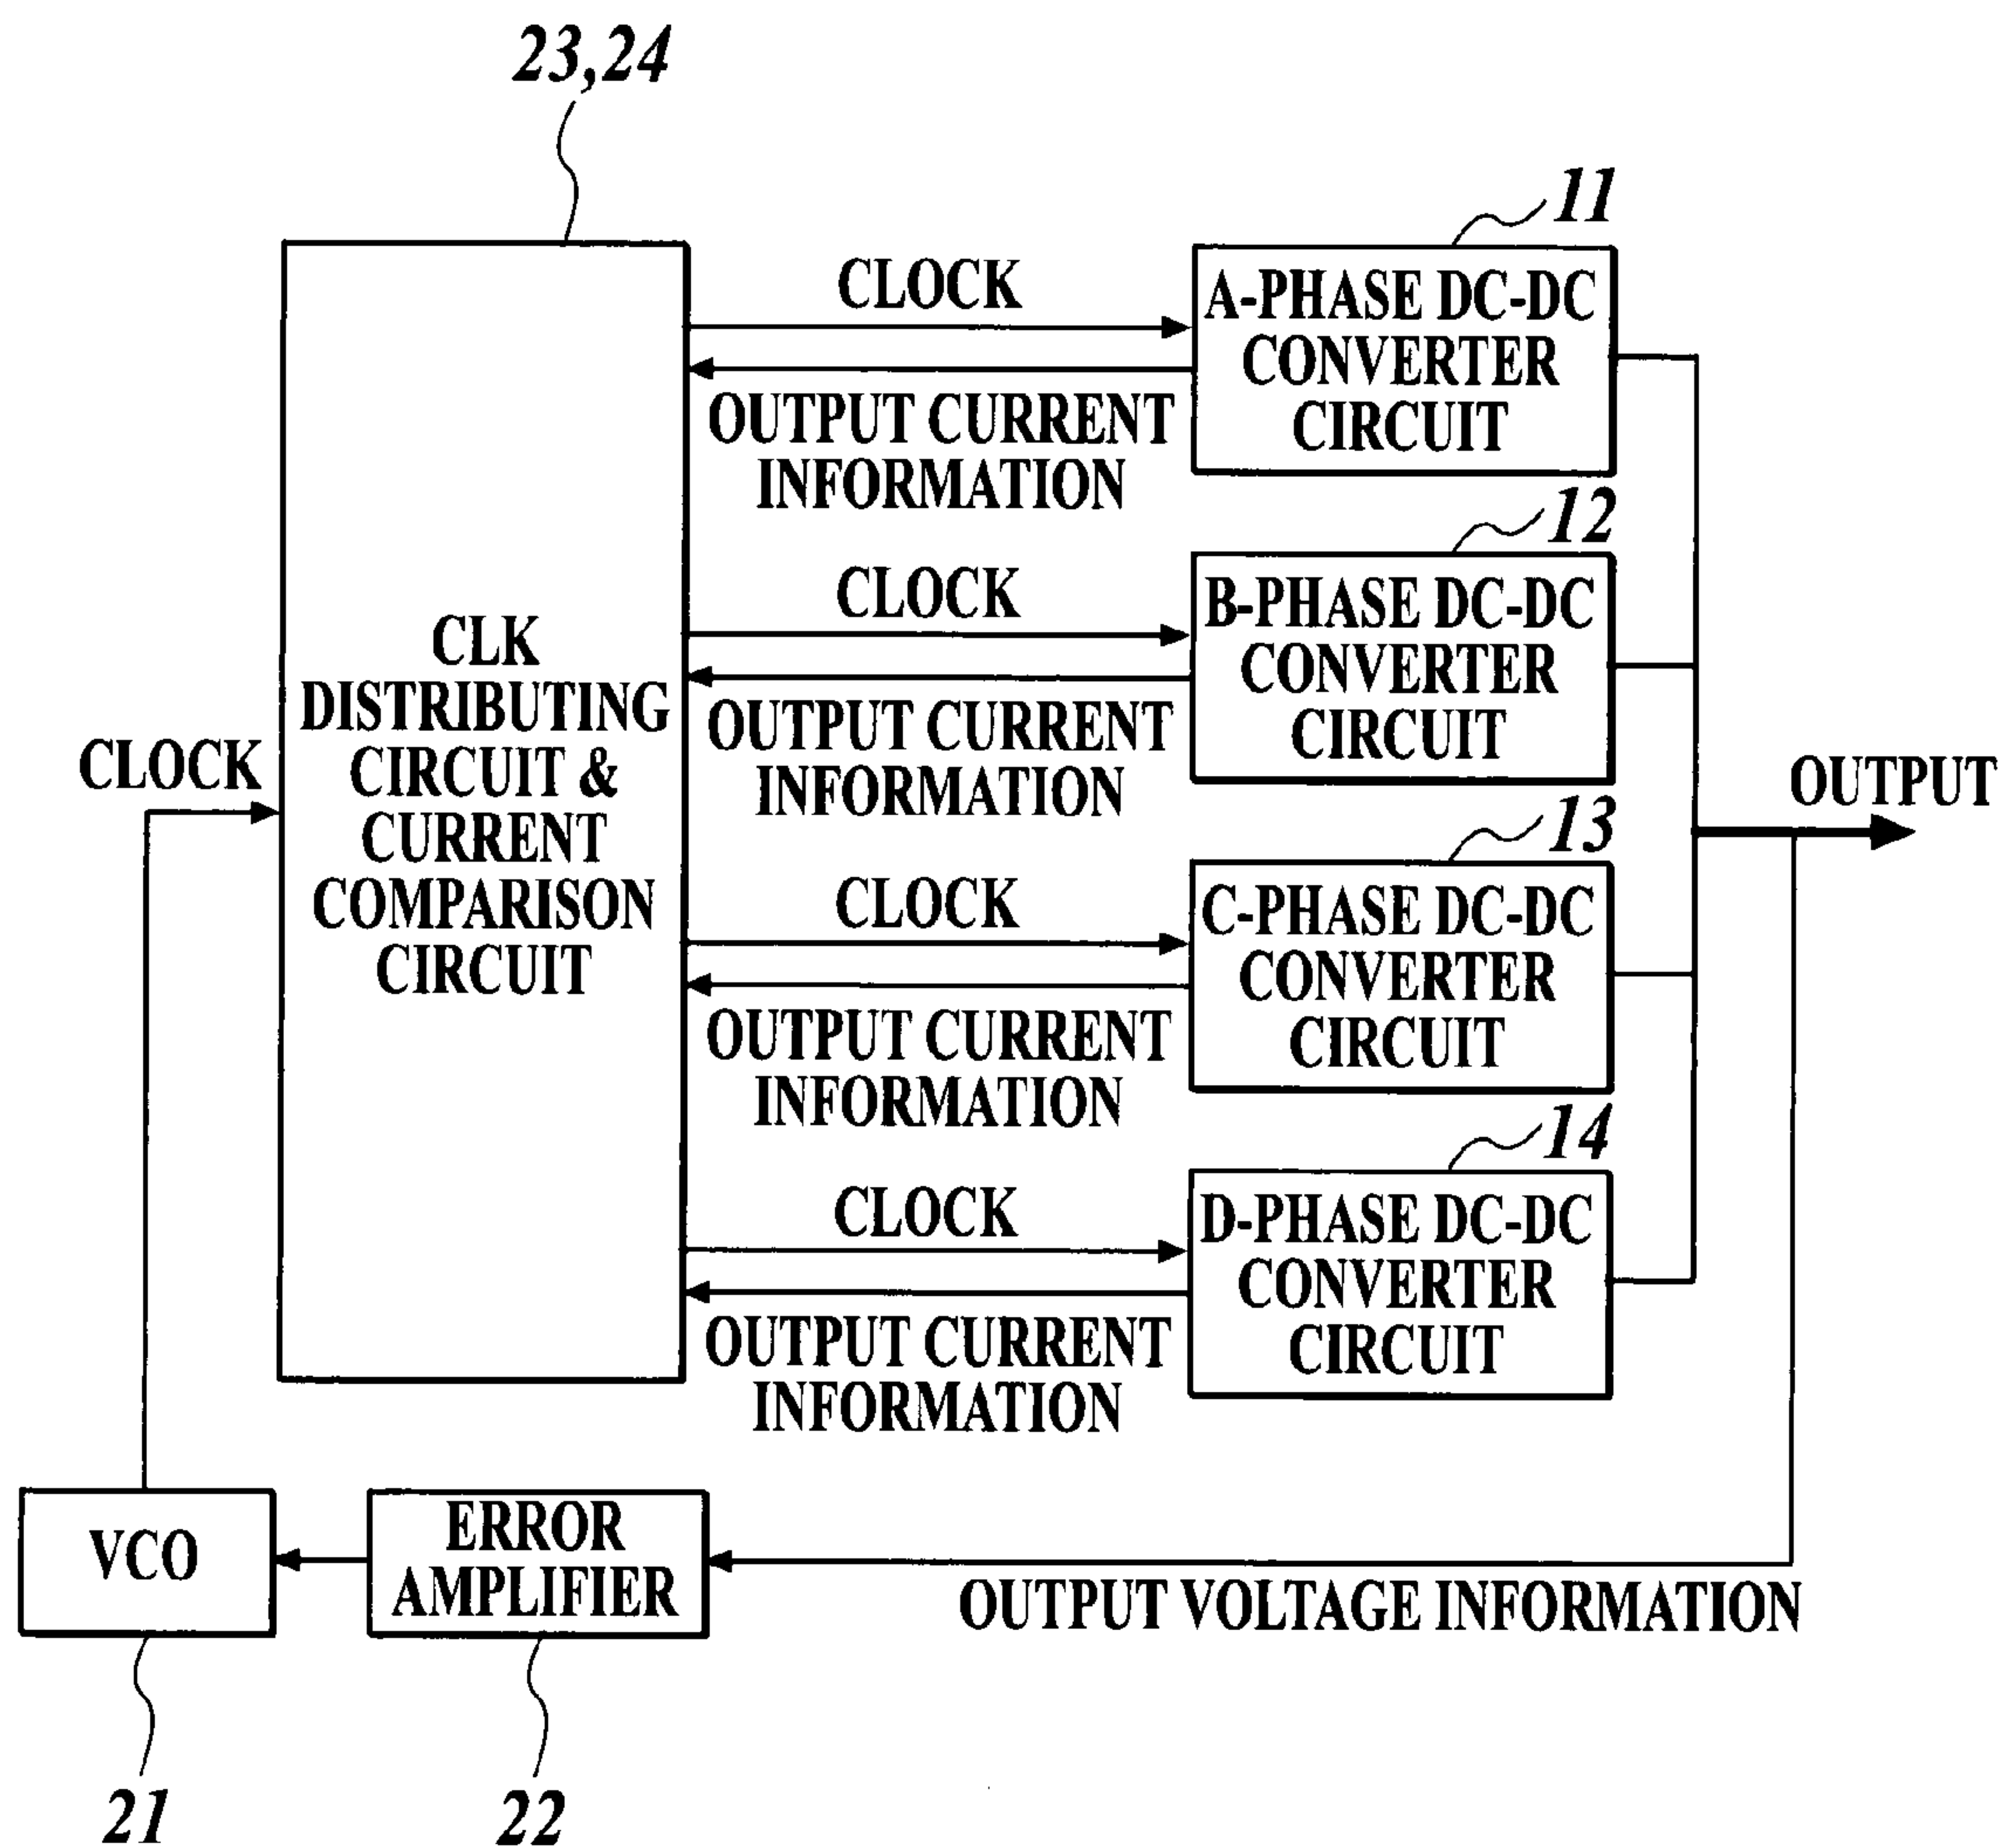 23,24
11
CLOCK
A-PHASE DC-DC
CONVERTER
CIRCUIT
OUTPUT CURRENT
INFORMATION
12
CLOCK
B-PHASE DC-DC
CONVERTER
CIRCUIT
OUTPUT CURRENT
INFORMATION
CLK
DISTRIBUTING
CIRCUIT &
CURRENT
COMPARISON
CIRCUIT
CLOCK
OUTPUT
13
CLOCK
C-PHASE DC-DC
CONVERTER
CIRCUIT
OUTPUT CURRENT
INFORMATION
14
CLOCK
D-PHASE DC-DC
CONVERTER
CIRCUIT
OUTPUT CURRENT
INFORMATION
VCO
ERROR
AMPLIFIER
OUTPUT VOLTAGE INFORMATION
21
22